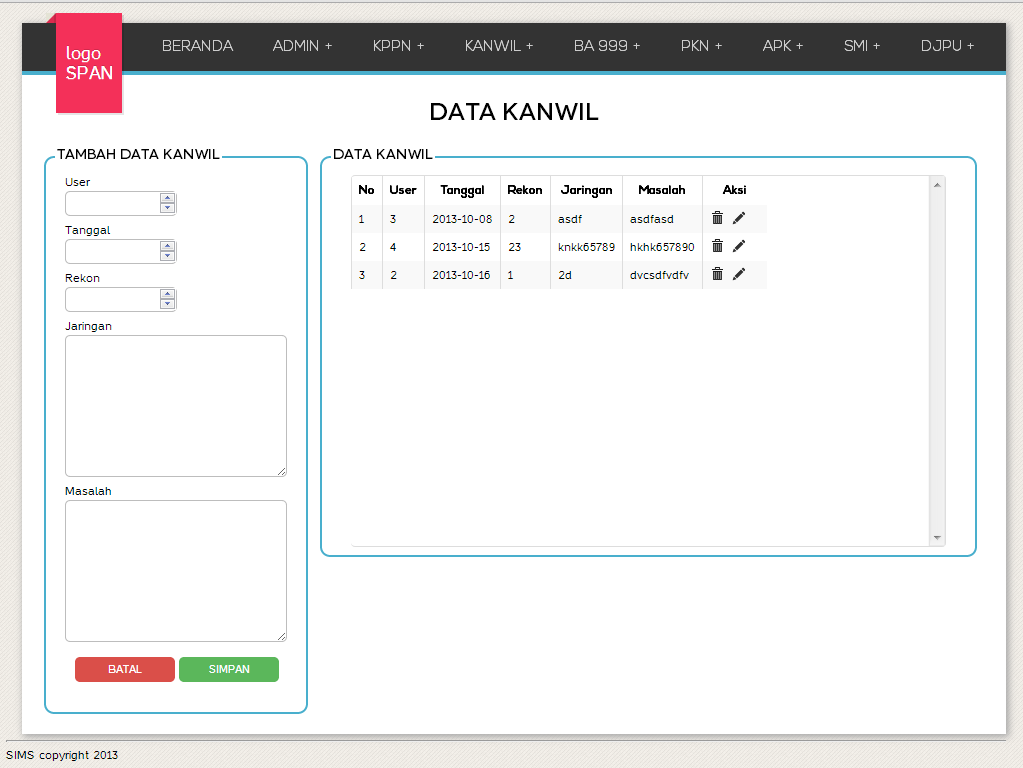 logo
SPAN
BERANDA ADMIN + KPPN + KANWIL + BA 999 + PKN + APK + SMI + DJPU +
DATA KANWIL
TAMBAH DATA KANWIL
User
Tanggal
Rekon
Jaringan
Masalah
BATAL SIMPAN
DATA KANWIL
No User Tanggal Rekon Jaringan Masalah Aksi
1 3 2013-10-08 2 asdf asdfasd
2 4 2013-10-15 23 knkk65789 hkhk657890
3 2 2013-10-16 1 2d dvcsdfvdfv
SIMS copyright 2013